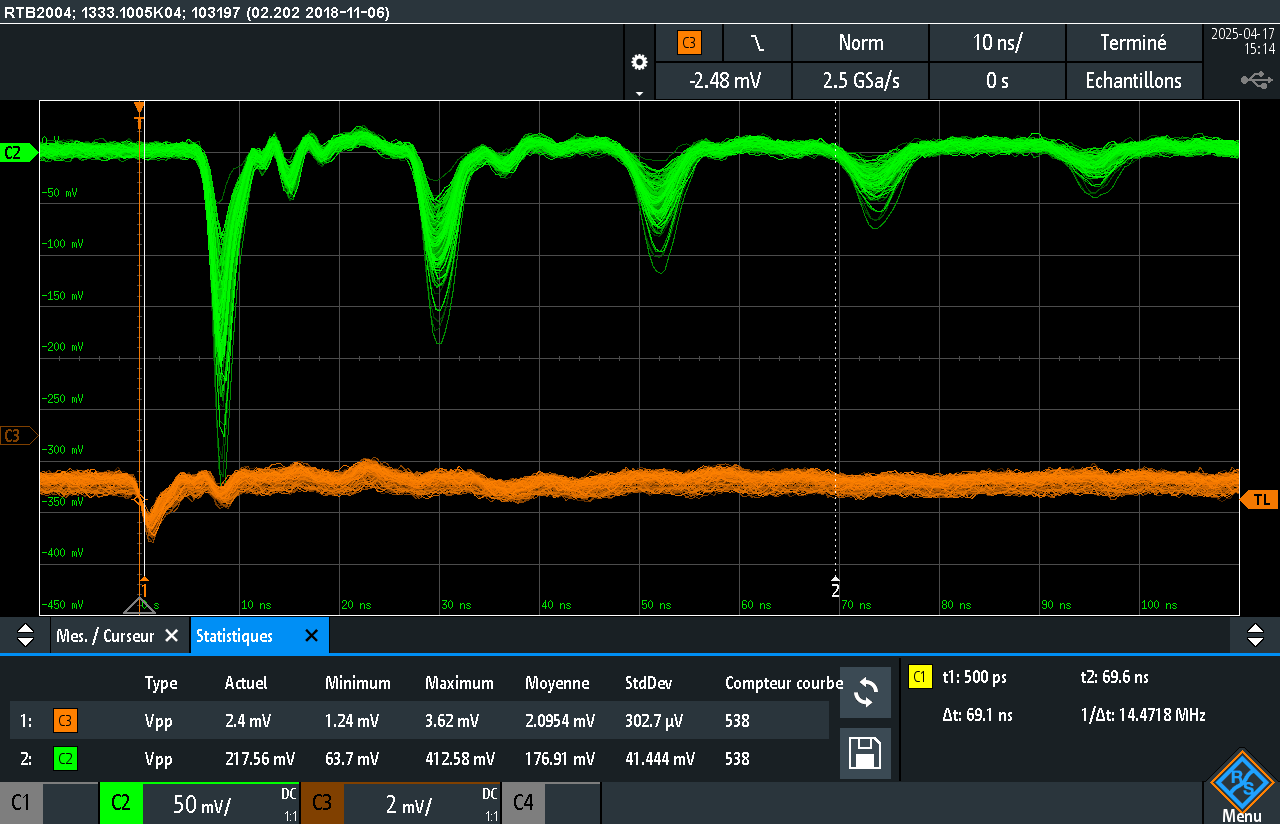 RTB2004; 1333.1005K04; 103197 (02.202 2018-11-06)
C3 Norm 10 ns/ Terminé 2025-04-17
15:14
-2.48 mV 2.5 GSa/s 0 s Echantillons
T
0 V
C2
-50 mV
-100 mV
-150 mV
-200 mV
-250 mV
-300 mV
C3
-350 mV
TL
-400 mV
1 2
-450 mV 0 s 10 ns 20 ns 30 ns 40 ns 50 ns 60 ns 70 ns 80 ns 90 ns 100 ns
Mes. / Curseur Statistiques
Type Actuel Minimum Maximum Moyenne StdDev Compteur courbe
1: C3 Vpp 2.4 mV 1.24 mV 3.62 mV 2.0954 mV 302.7 µV 538
2: C2 Vpp 217.56 mV 63.7 mV 412.58 mV 176.91 mV 41.444 mV 538
C1 t1: 500 ps t2: 69.6 ns
Δt: 69.1 ns 1/Δt: 14.4718 MHz
C1 C2 50 mV/ DC 1:1 C3 2 mV/ DC 1:1 C4
R S
Menu